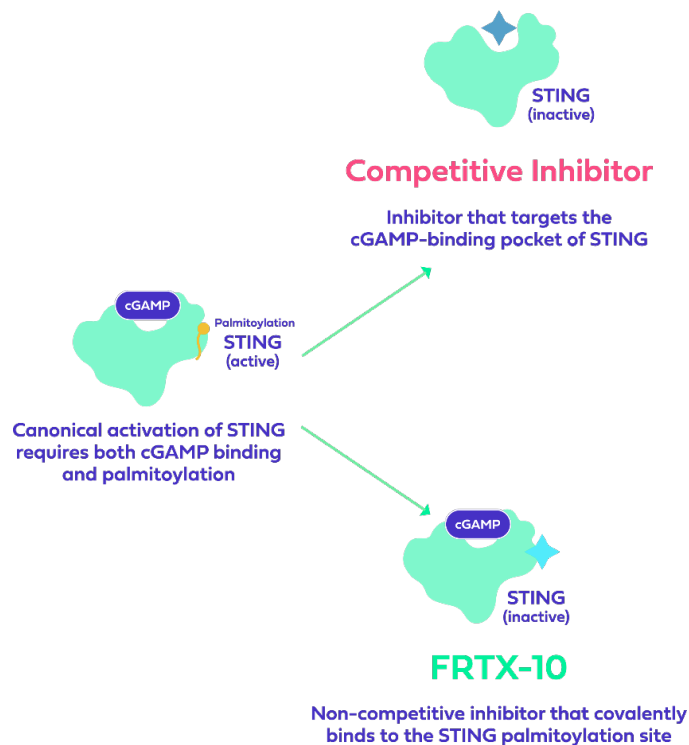 STING
(inactive)
Competitive Inhibitor
Inhibitor that targets the
cGAMP-binding pocket of STING
cGAMP
Palmitoylation
STING
(active)
Canonical activation of STING
requires both cGAMP binding
and palmitoylation
cGAMP
STING
(inactive)
FRTX-10
Non-competitive inhibitor that covalently
binds to the STING palmitoylation site